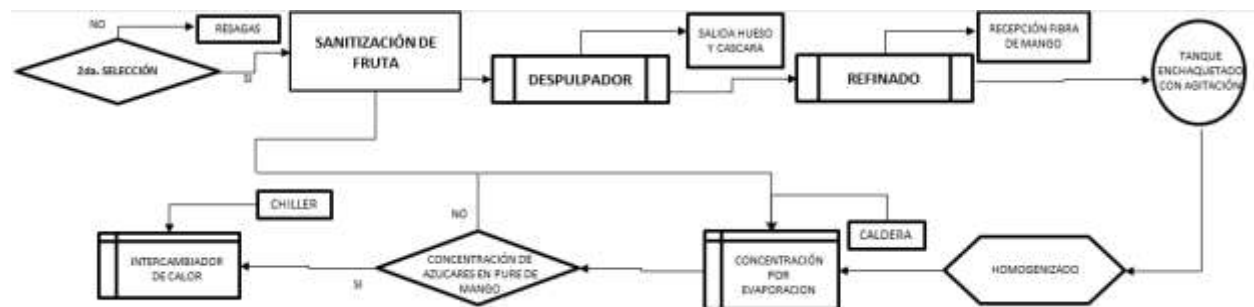 NO
RESAGAS
2da. SELECCIÓN
SI
SANITIZACIÓN DE
FRUTA
DESPULPADOR
SALIDA HUESO
Y CASCARA
REFINADO
RECEPCIÓN FIBRA
DE MANGO
TANQUE
ENCHAQUETADO
CON AGITACIÓN
CHILLER
INTERCAMBIADOR
DE CALOR
SI
NO
CONCENTRACIÓN DE
AZUCARES EN PURE DE
MANGO
CALDERA
CONCENTRACIÓN
POR
EVAPORACION
HOMOGENIZADO